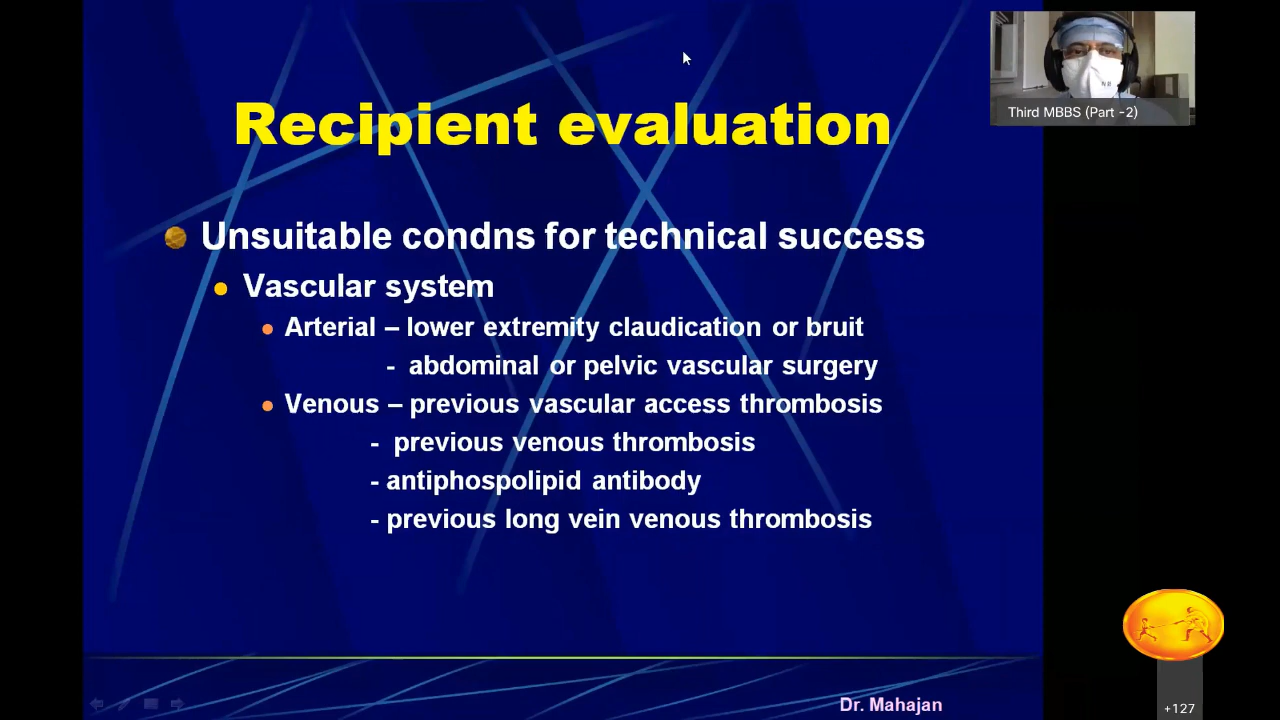 Recipient evaluation
Third MBBS (Part -2)
Unsuitable condns for technical success
Vascular system
Arterial – lower extremity claudication or bruit
- abdominal or pelvic vascular surgery
Venous – previous vascular access thrombosis
- previous venous thrombosis
- antiphospolipid antibody
- previous long vein venous thrombosis
Dr. Mahajan
+127